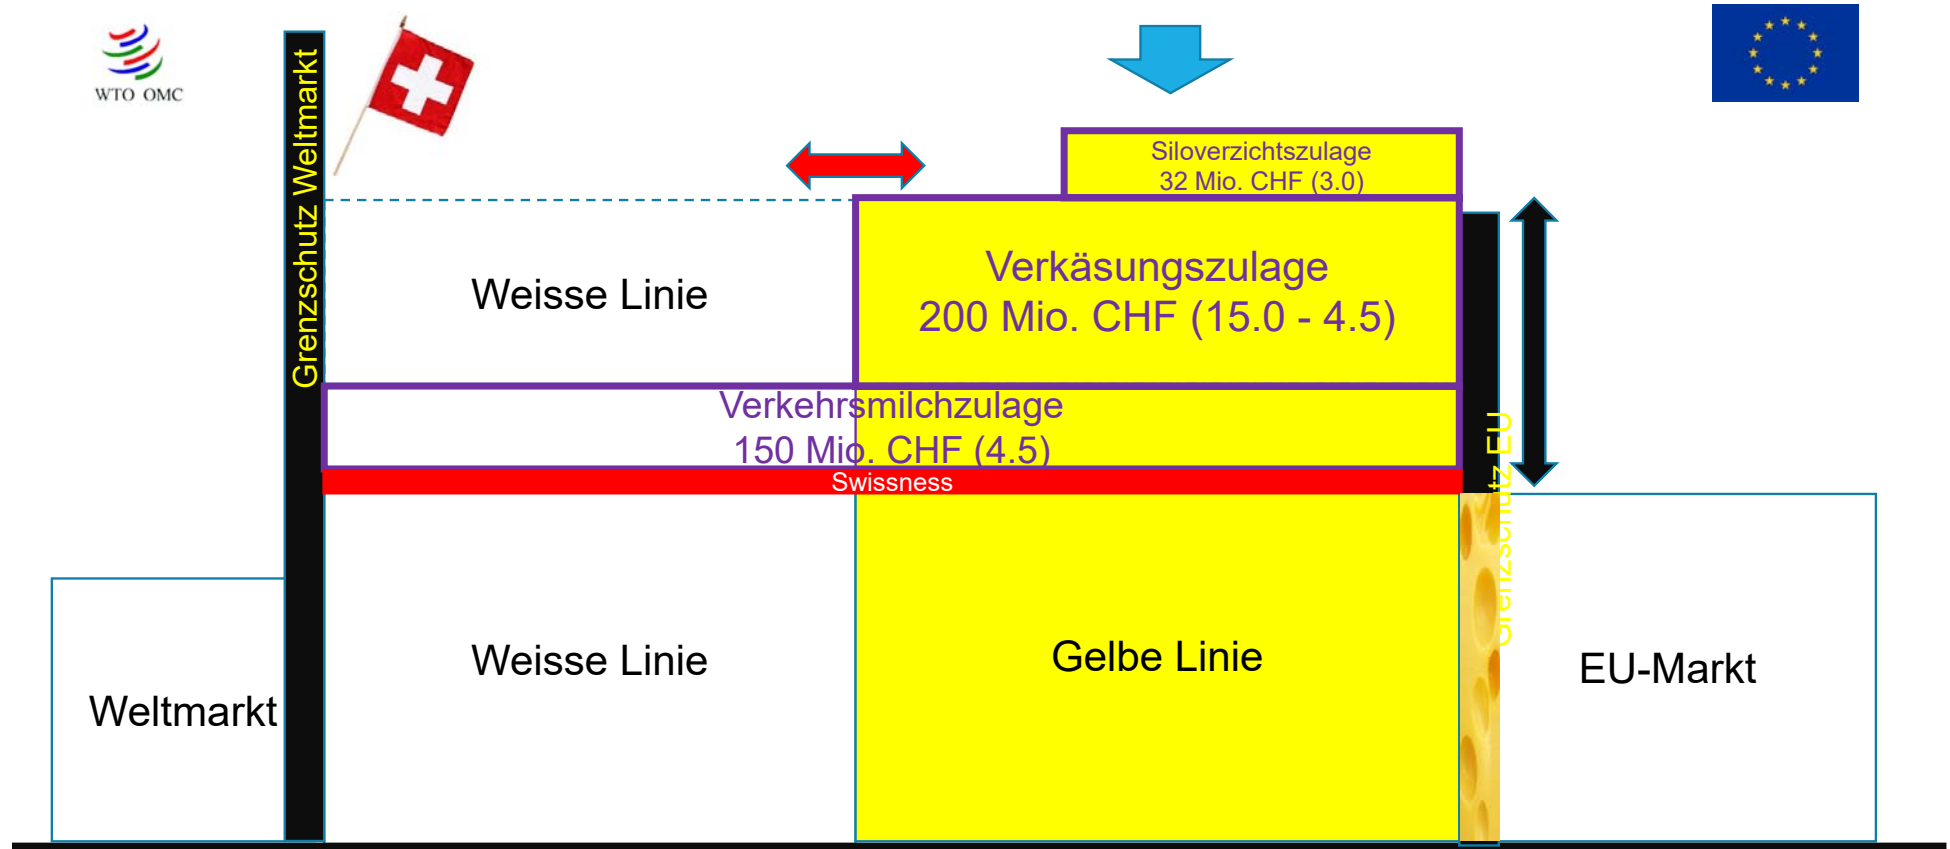 WTO OMC
Grenzschutz Weltmarkt
Siloverzichtszulage
32 Mio. CHF (3.0)
Weisse Linie
Verkäsungszulage
200 Mio. CHF (15.0 - 4.5)
Verkehrsmilchzulage
150 Mio. CHF (4.5)
Swissness
Grenzschutz EU
Weltmarkt
Weisse Linie
Gelbe Linie
EU-Markt